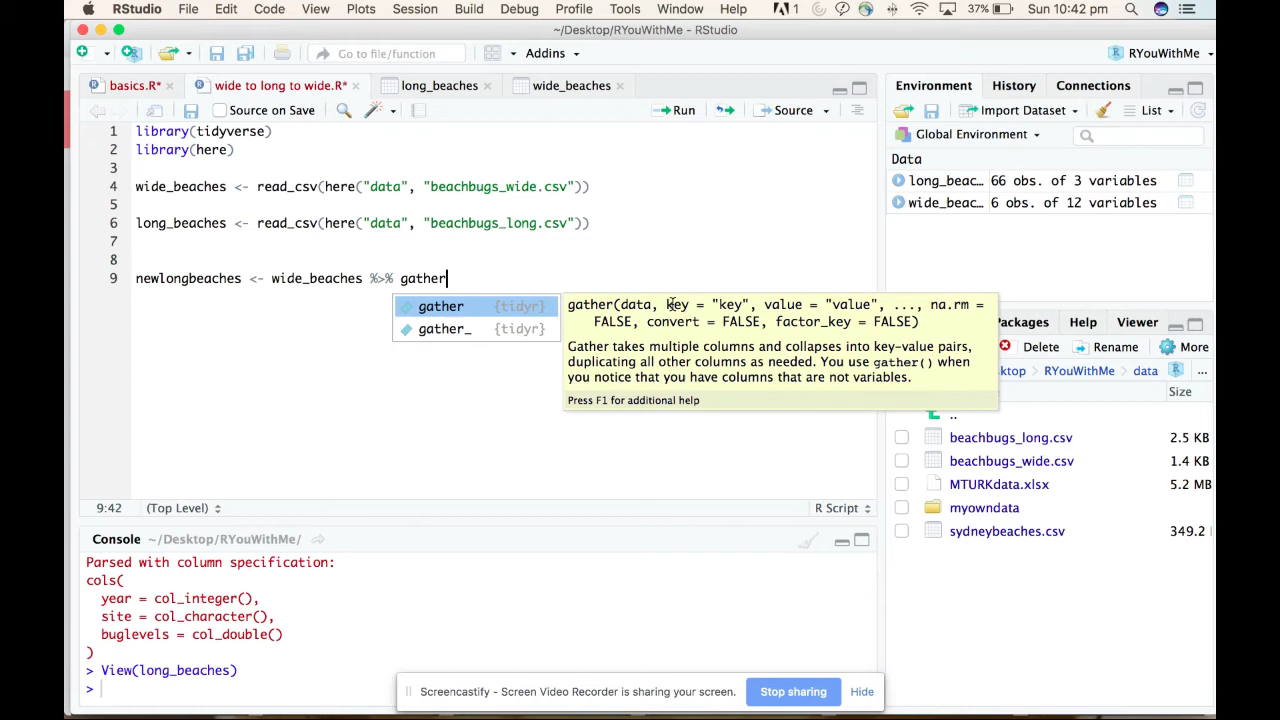 RStudio File Edit Code View Plots Session Build Debug Profile Tools Window Help 1 37% Sun 10:42 pm
~/Desktop/RYouWithMe - RStudio
Go to file/function Addins RYouWithMe
basics.R* × wide to long to wide.R* × long_beaches × wide_beaches ×
Source on Save Run Source
1 library(tidyverse)
2 library(here)
3
4 wide_beaches <- read_csv(here("data", "beachbugs_wide.csv"))
5
6 long_beaches <- read_csv(here("data", "beachbugs_long.csv"))
7
8
9 newlongbeaches <- wide_beaches %>% gather
gather {tidyr}
gather_ {tidyr}
gather(data, key = "key", value = "value", ..., na.rm =
FALSE, convert = FALSE, factor_key = FALSE)
Gather takes multiple columns and collapses into key-value pairs,
duplicating all other columns as needed. You use gather() when
you notice that you have columns that are not variables.
Press F1 for additional help
9:42 (Top Level) R Script
Console ~/Desktop/RYouWithMe/
Parsed with column specification:
cols(
year = col_integer(),
site = col_character(),
buglevels = col_double()
)
> View(long_beaches)
>
Environment History Connections
Import Dataset List
Global Environment
Data
long_beac... 66 obs. of 3 variables
wide_beac... 6 obs. of 12 variables
Packages Help Viewer
Delete Rename More
ktop RYouWithMe data ...
Size
..
beachbugs_long.csv 2.5 KB
beachbugs_wide.csv 1.4 KB
MTURKdata.xlsx 5.2 MB
myowndata
sydneybeaches.csv 349.2
Screencastify - Screen Video Recorder is sharing your screen. Stop sharing Hide